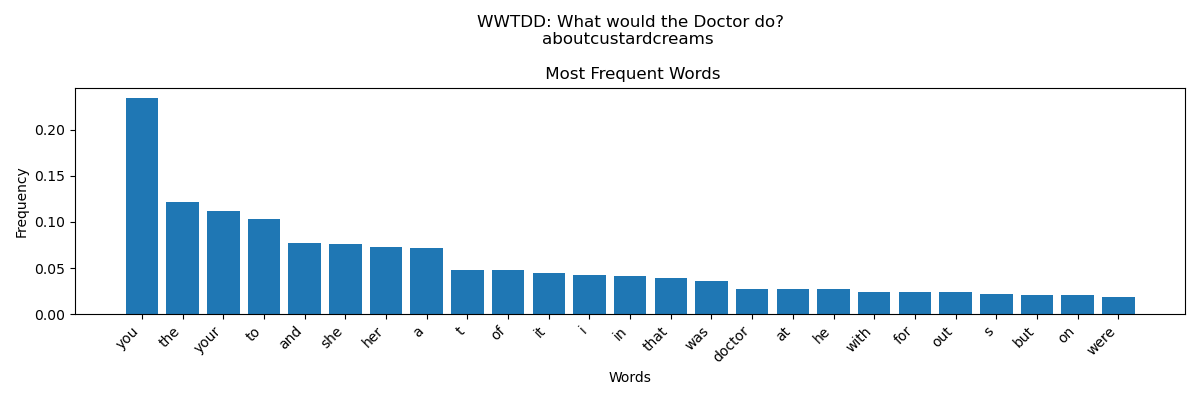 WWTDD: What would the Doctor do?
aboutcustardcreams
Most Frequent Words
Frequency
0.20
0.15
0.10
0.05
0.00
you the your to and she her a t of it i in that was doctor at he with for out s but on were
Words